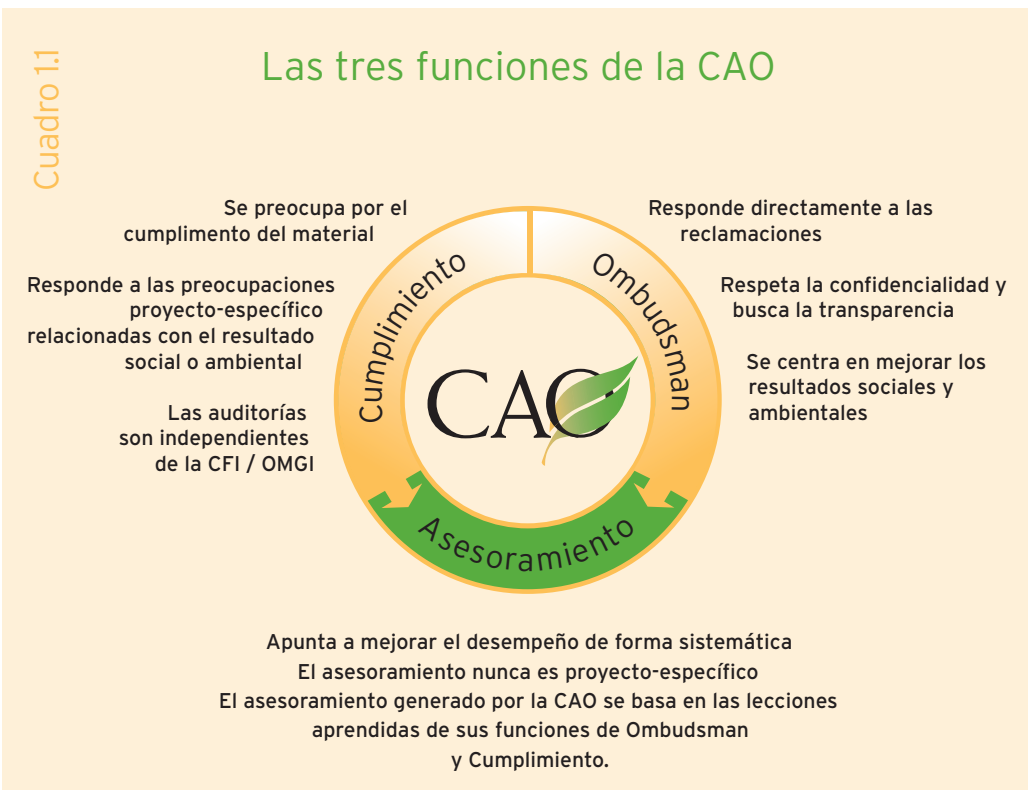 Cuadro 1.1
Las tres funciones de la CAO
Se preocupa por el
cumplimento del material
Responde a las preocupaciones
proyecto-específico
relacionadas con el resultado
social o ambiental
Las auditorías
son independientes
de la CFI / OMGI
Cumplimiento
Ombudsman
CAO
Asesoramiento
Responde directamente a las
reclamaciones
Respeta la confidencialidad y
busca la transparencia
Se centra en mejorar los
resultados sociales y
ambientales
Apunta a mejorar el desempeño de forma sistemática
El asesoramiento nunca es proyecto-específico
El asesoramiento generado por la CAO se basa en las lecciones
aprendidas de sus funciones de Ombudsman
y Cumplimiento.